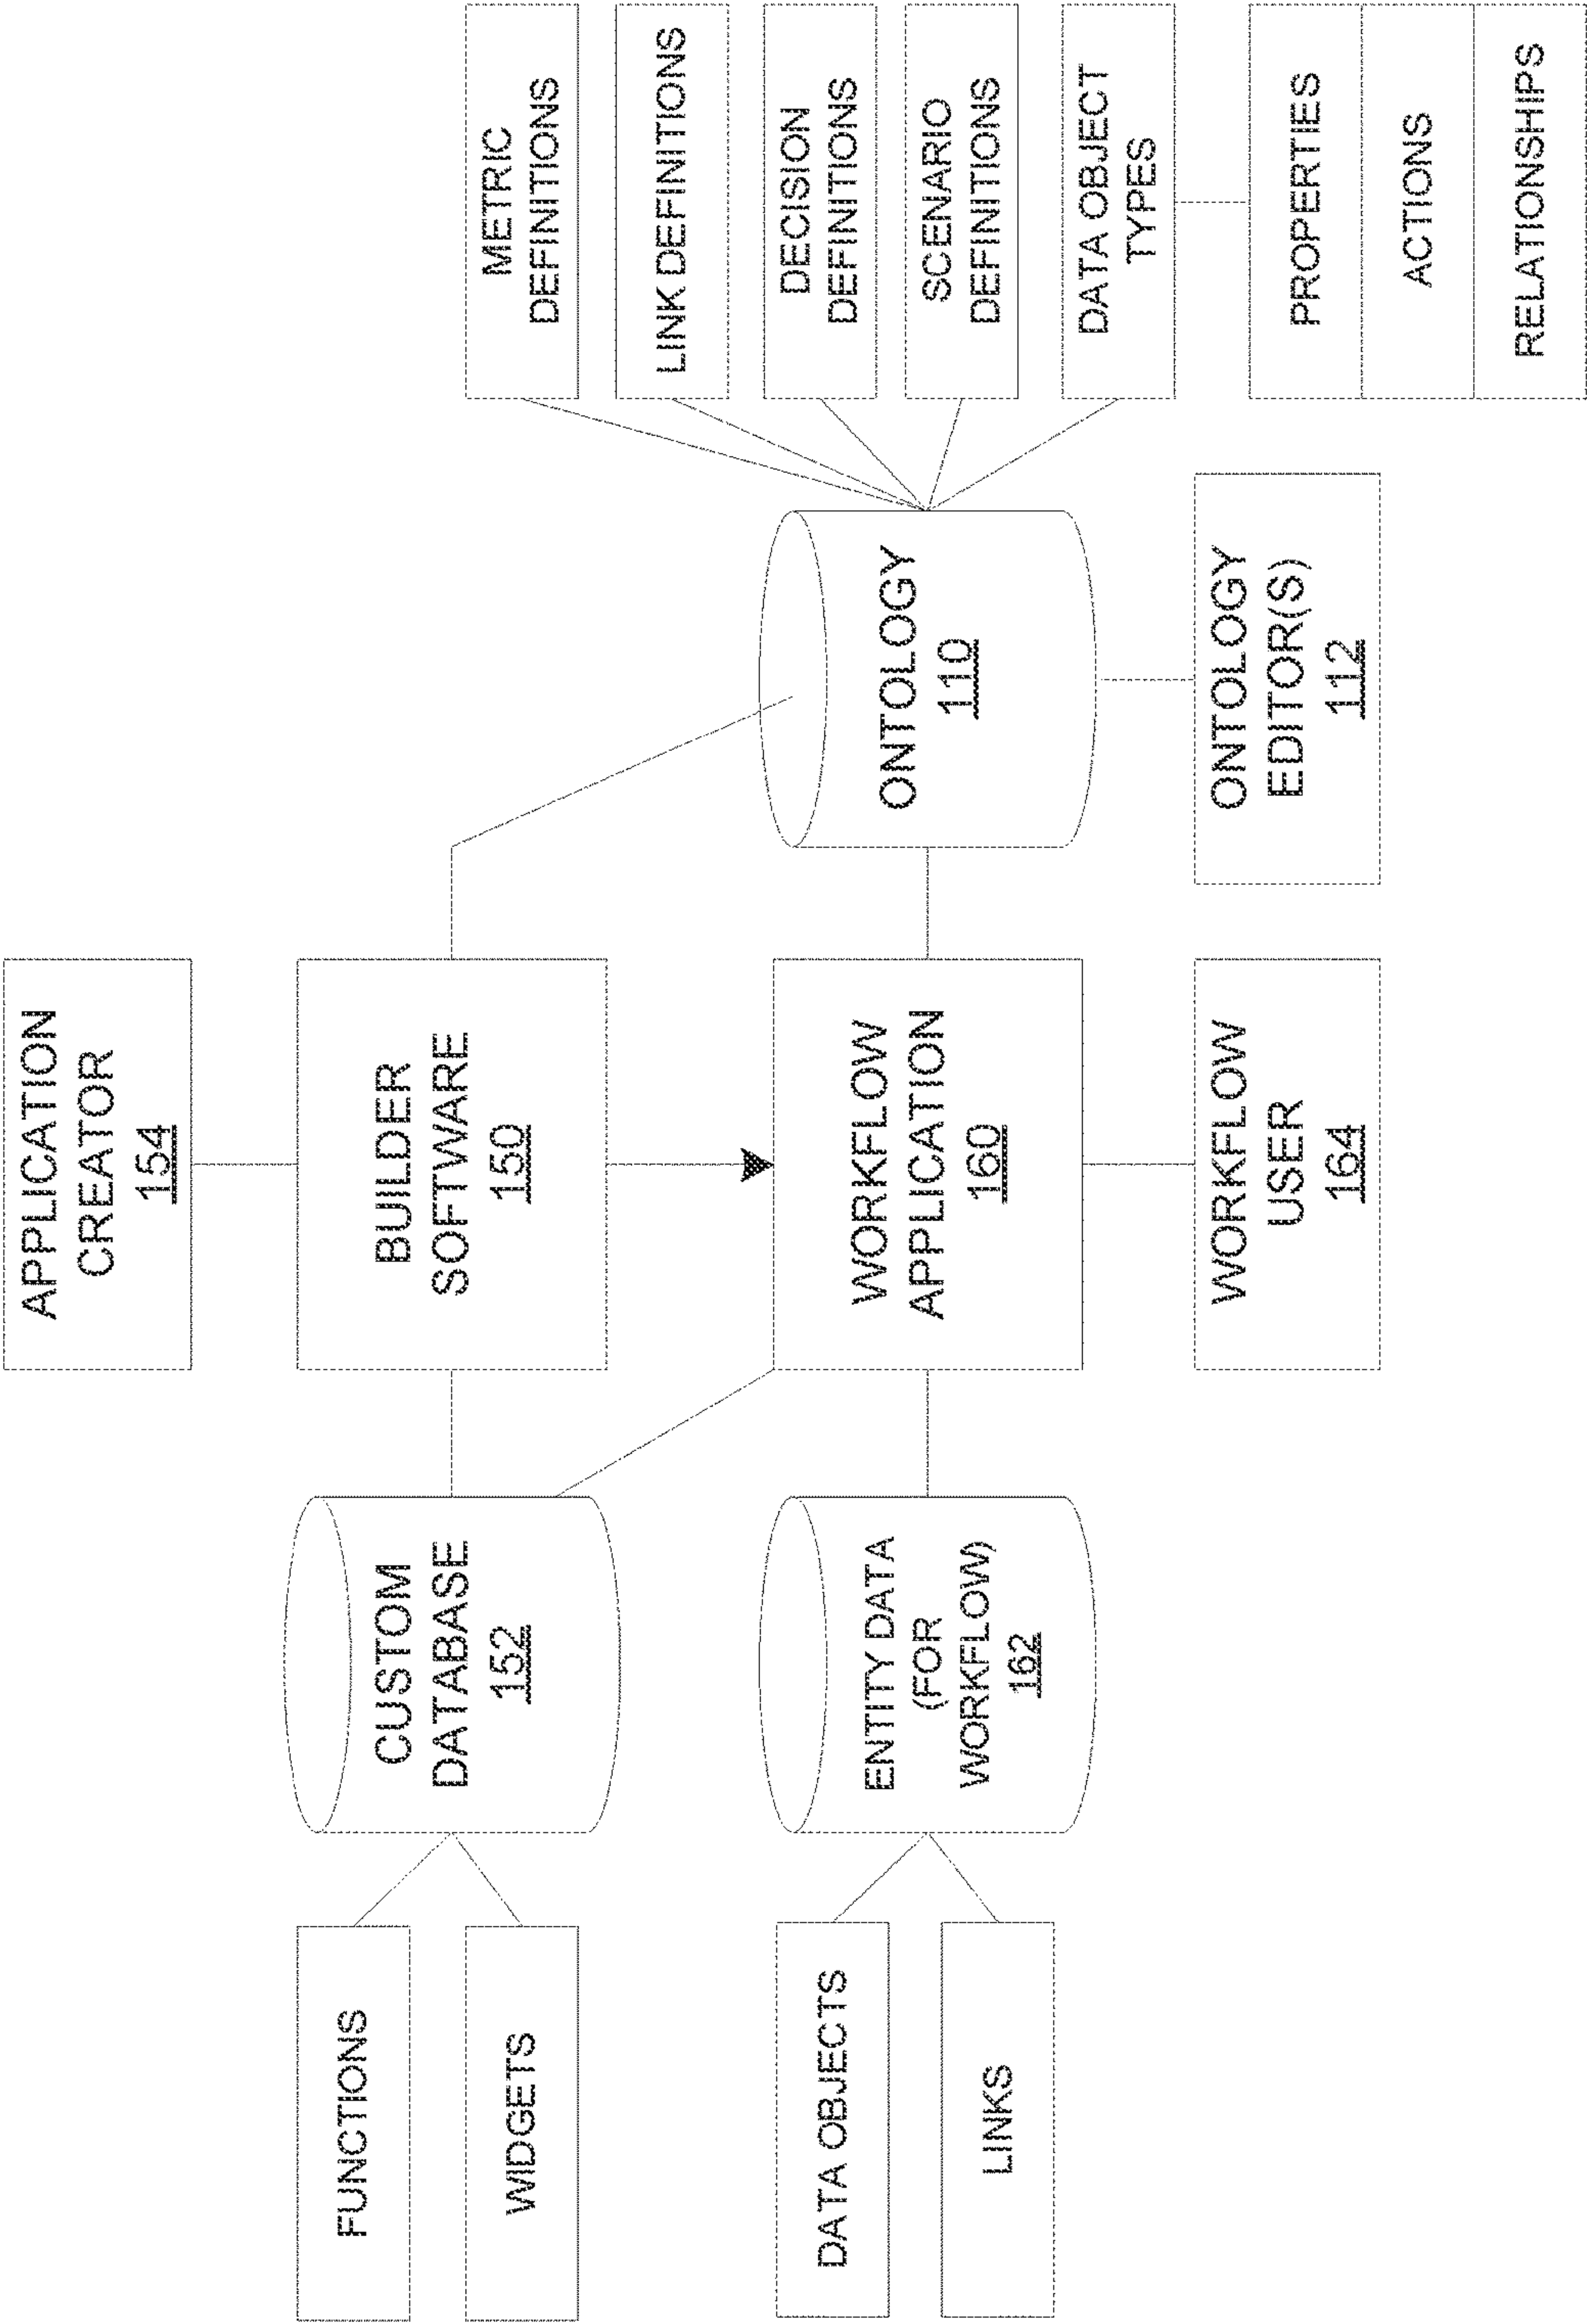 APPLICATION
CREATOR
154
FUNCTIONS
WIDGETS
CUSTOM
DATABASE
152
BUILDER
SOFTWARE
150
METRIC
DEFINITIONS
LINK DEFINITIONS
DECISION
DEFINITIONS
SCENARIO
DEFINITIONS
DATA OBJECT
TYPES
PROPERTIES
ACTIONS
RELATIONSHIPS
DATA OBJECTS
LINKS
ENTITY DATA
(FOR
WORKFLOW)
162
WORKFLOW
APPLICATION
160
ONTOLOGY
110
WORKFLOW
USER
164
ONTOLOGY
EDITOR(S)
112